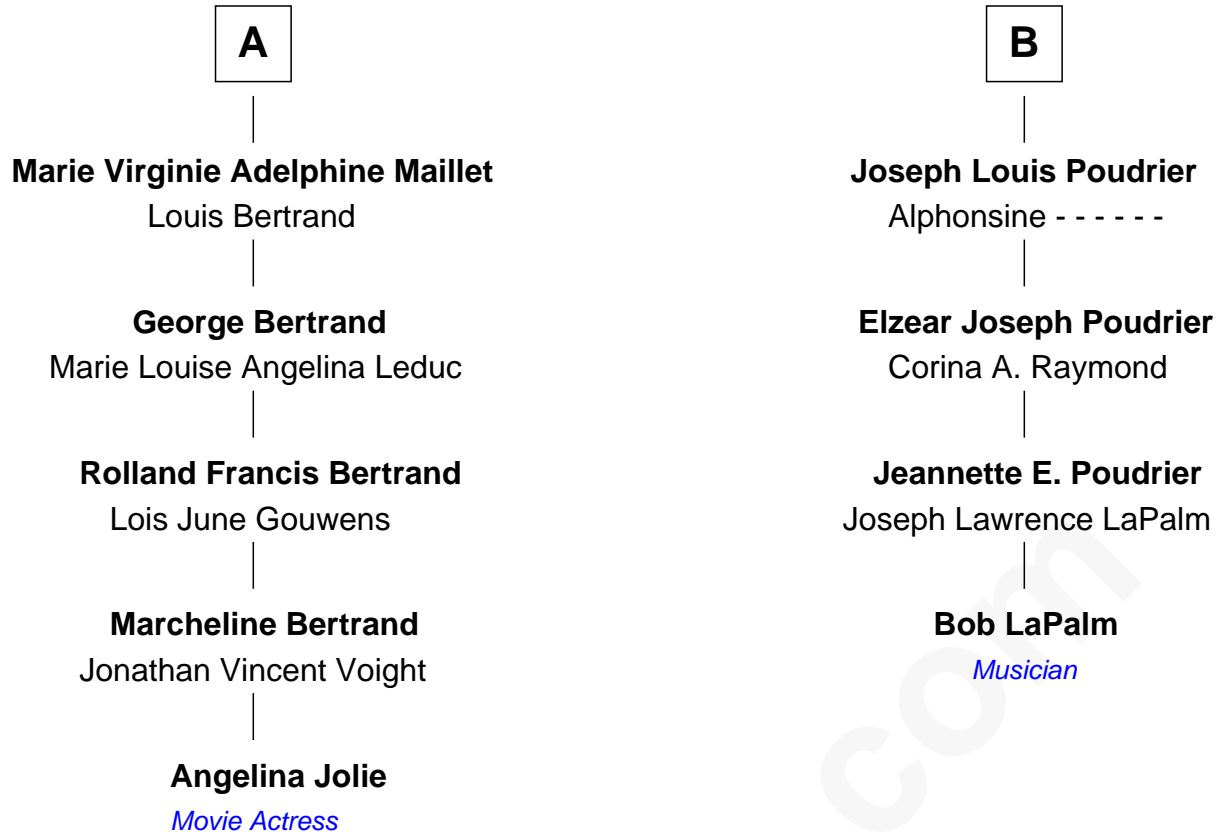 A
Marie Virginie Adelphine Maillet
Louis Bertrand
George Bertrand
Marie Louise Angelina Leduc
Rolland Francis Bertrand
Lois June Gouwens
Marcheline Bertrand
Jonathan Vincent Voight
Angelina Jolie
Movie Actress
B
Joseph Louis Poudrier
Alphonsine - - - - - -
Elzear Joseph Poudrier
Corina A. Raymond
Jeannette E. Poudrier
Joseph Lawrence LaPalm
Bob LaPalm
Musician
com